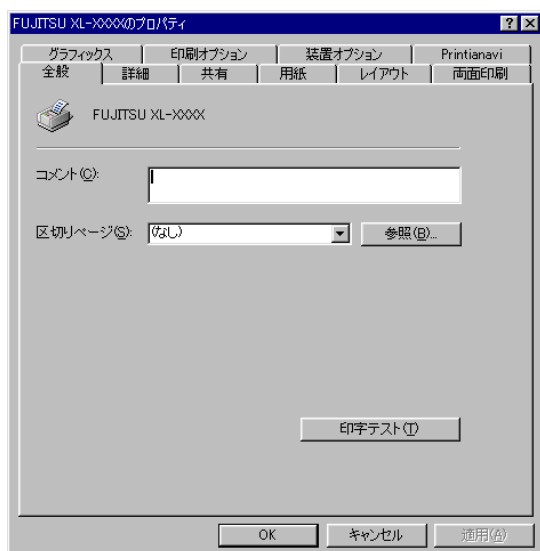 FUJITSU XL-XXXXのプロパティ
グラフィックス 印刷オプション 装置オプション Printianavi
全般 詳細 共有 用紙 レイアウト 両面印刷
FUJITSU XL-XXXX
コメント(C):
区切りページ(S): (なし) 参照(B)...
印字テスト(T)
OK キャンセル 適用(A)